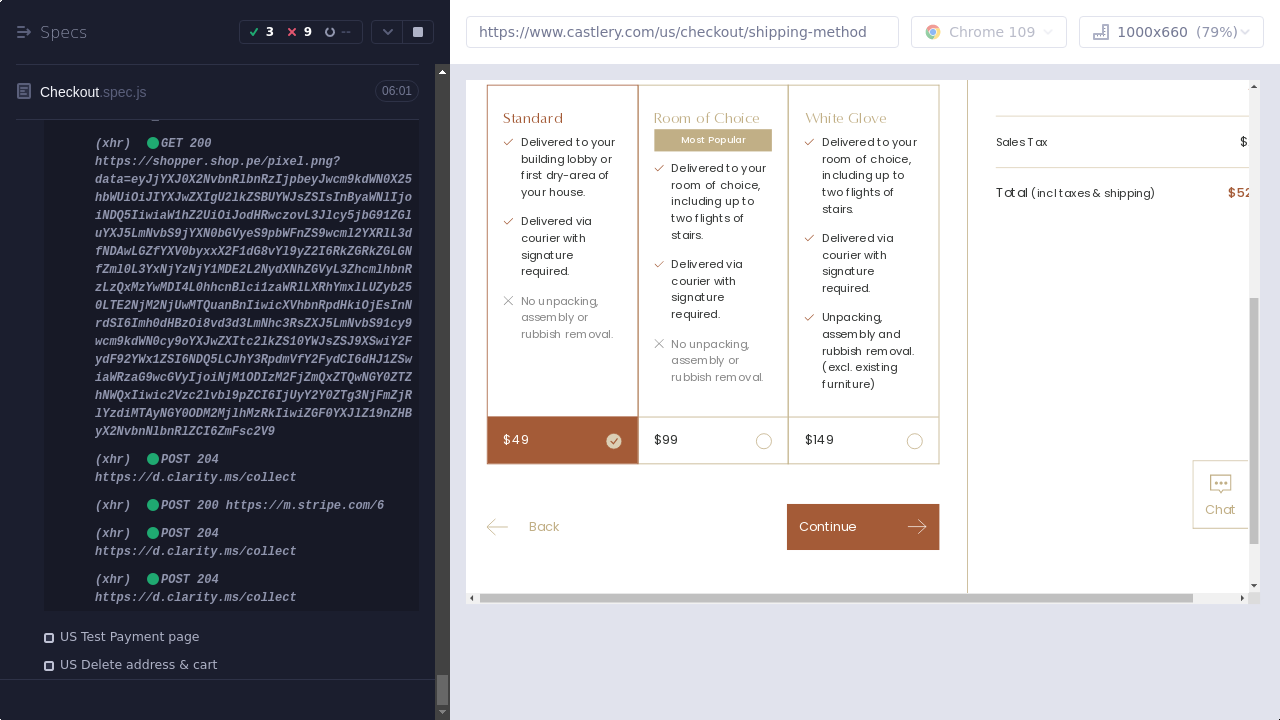 Specs
3
9
--
Checkout.spec.js
06:01
(xhr) GET 200
https://shopper.shop.pe/pixel.png?
(xhr) POST 204
https://d.clarity.ms/collect
(xhr) POST 200 https://m.stripe.com/6
(xhr) POST 204
https://d.clarity.ms/collect
(xhr) POST 204
https://d.clarity.ms/collect
US Test Payment page
US Delete address & cart
https://www.castlery.com/us/checkout/shipping-method
Chrome 109
1000x660 (79%)
Standard
Delivered to your
building lobby or
first dry-area of
your house.
Delivered via
courier with
signature
required.
No unpacking,
assembly or
rubbish removal.
$49
Room of Choice
Most Popular
Delivered to your
room of choice,
including up to
two flights of
stairs.
Delivered via
courier with
signature
required.
No unpacking,
assembly or
rubbish removal.
$99
White Glove
Delivered to your
room of choice,
including up to
two flights of
stairs.
Delivered via
courier with
signature
required.
Unpacking,
assembly and
rubbish removal.
(excl. existing
furniture)
$149
Back
Continue
Sales Tax
$
Total (incl taxes & shipping)
$52
Chat